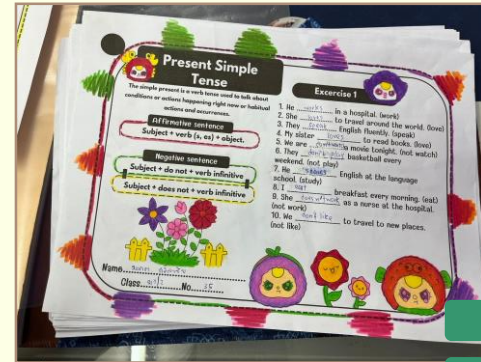 Present Simple
Tense
The simple present is a verb tense used to talk about
conditions or actions happening right now or habitual
actions and occurrences.
Affirmative sentence
Subject + verb (s, es) + object.
Negative sentence
Subject + do not + verb infinitive
Subject + does not + verb infinitive
Name
Class No.
Excercise 1
1. He works in a hospital. (work)
2. She to travel around the world. (love)
3. They English fluently. (speak)
4. My sister loves to read books. (love)
5. We are a movie tonight. (not watch)
6. They basketball every
weekend. (not play)
7. He English at the language
school. (study)
8. I eat breakfast every morning. (eat)
9. She as a nurse at the hospital.
(not work)
10. We don't like to travel to new places.
(not like)